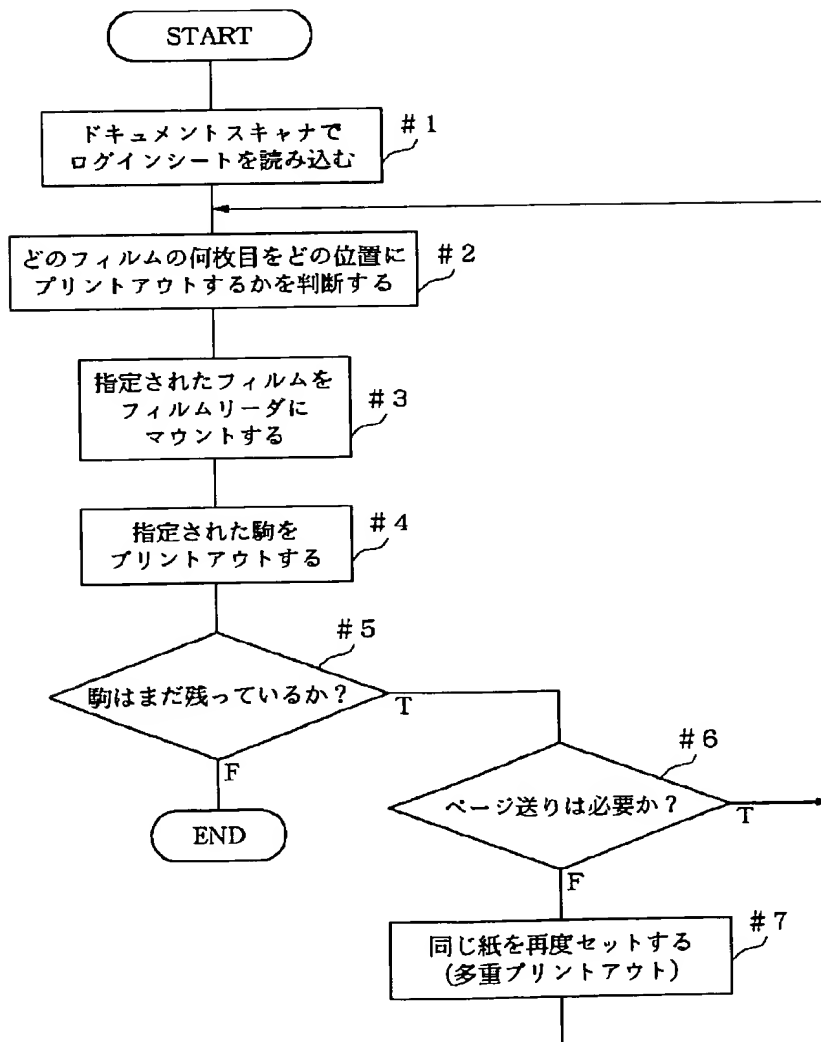 START
ドキュメントスキャナで
ログインシートを読み込む
#1
どのフィルムの何枚目をどの位置に
プリントアウトするかを判断する
#2
指定されたフィルムを
フィルムリーダに
マウントする
#3
指定された駒を
プリントアウトする
#4
駒はまだ残っているか？
#5
T
F
END
ページ送りは必要か？
#6
T
F
同じ紙を再度セットする
(多重プリントアウト)
#7